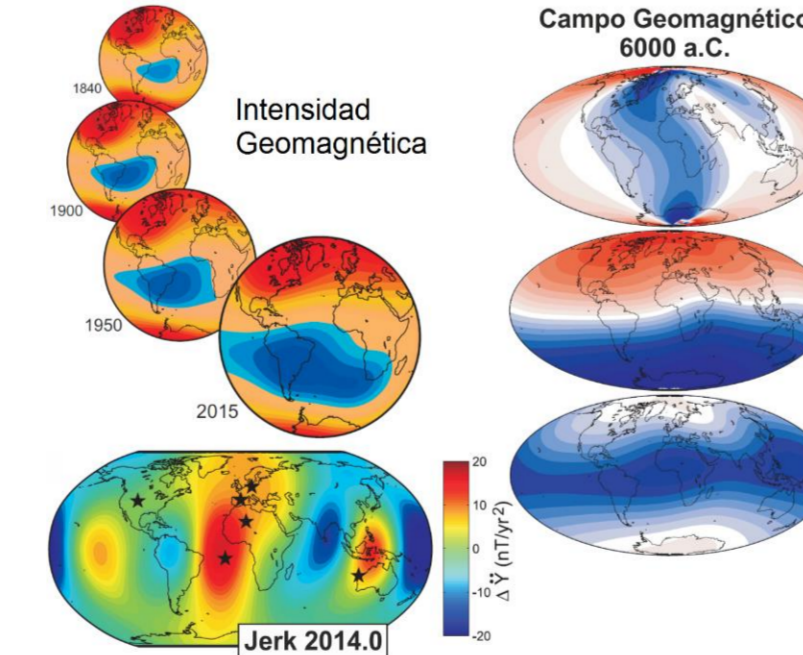 1840
1900
1950
2015
Intensidad
Geomagnética
Campo Geomagnético
6000 a.C.
Jerk 2014.0
20
10
0
-10
-20
Δ Ÿ (nT/yr²)